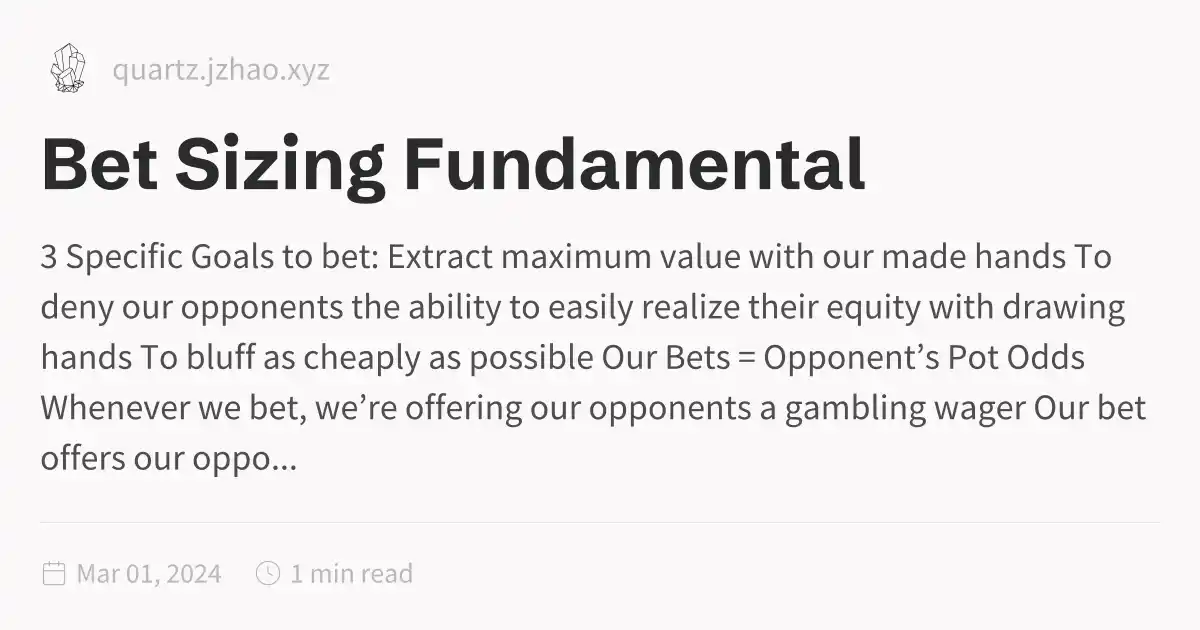 quartz.jzhao.xyz
Bet Sizing Fundamental
3 Specific Goals to bet: Extract maximum value with our made hands To
deny our opponents the ability to easily realize their equity with drawing
hands To bluff as cheaply as possible Our Bets = Opponent’s Pot Odds
Whenever we bet, we’re offering our opponents a gambling wager Our bet
offers our oppo...
Mar 01, 2024 1 min read